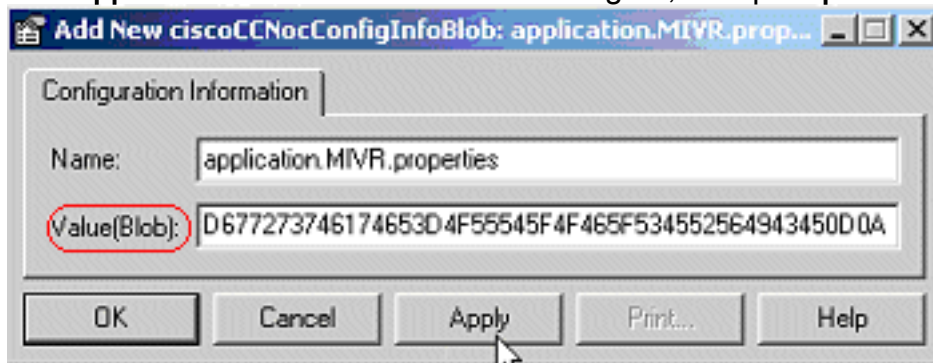 Add New ciscoCCNocConfigInfoBlob: application.MIVR.prop...
Configuration Information
Name: application.MIVR.properties
Value(Blob): D677273746174653D4F55545F4F465F534552564943450D0A
OK Cancel Apply Print... Help